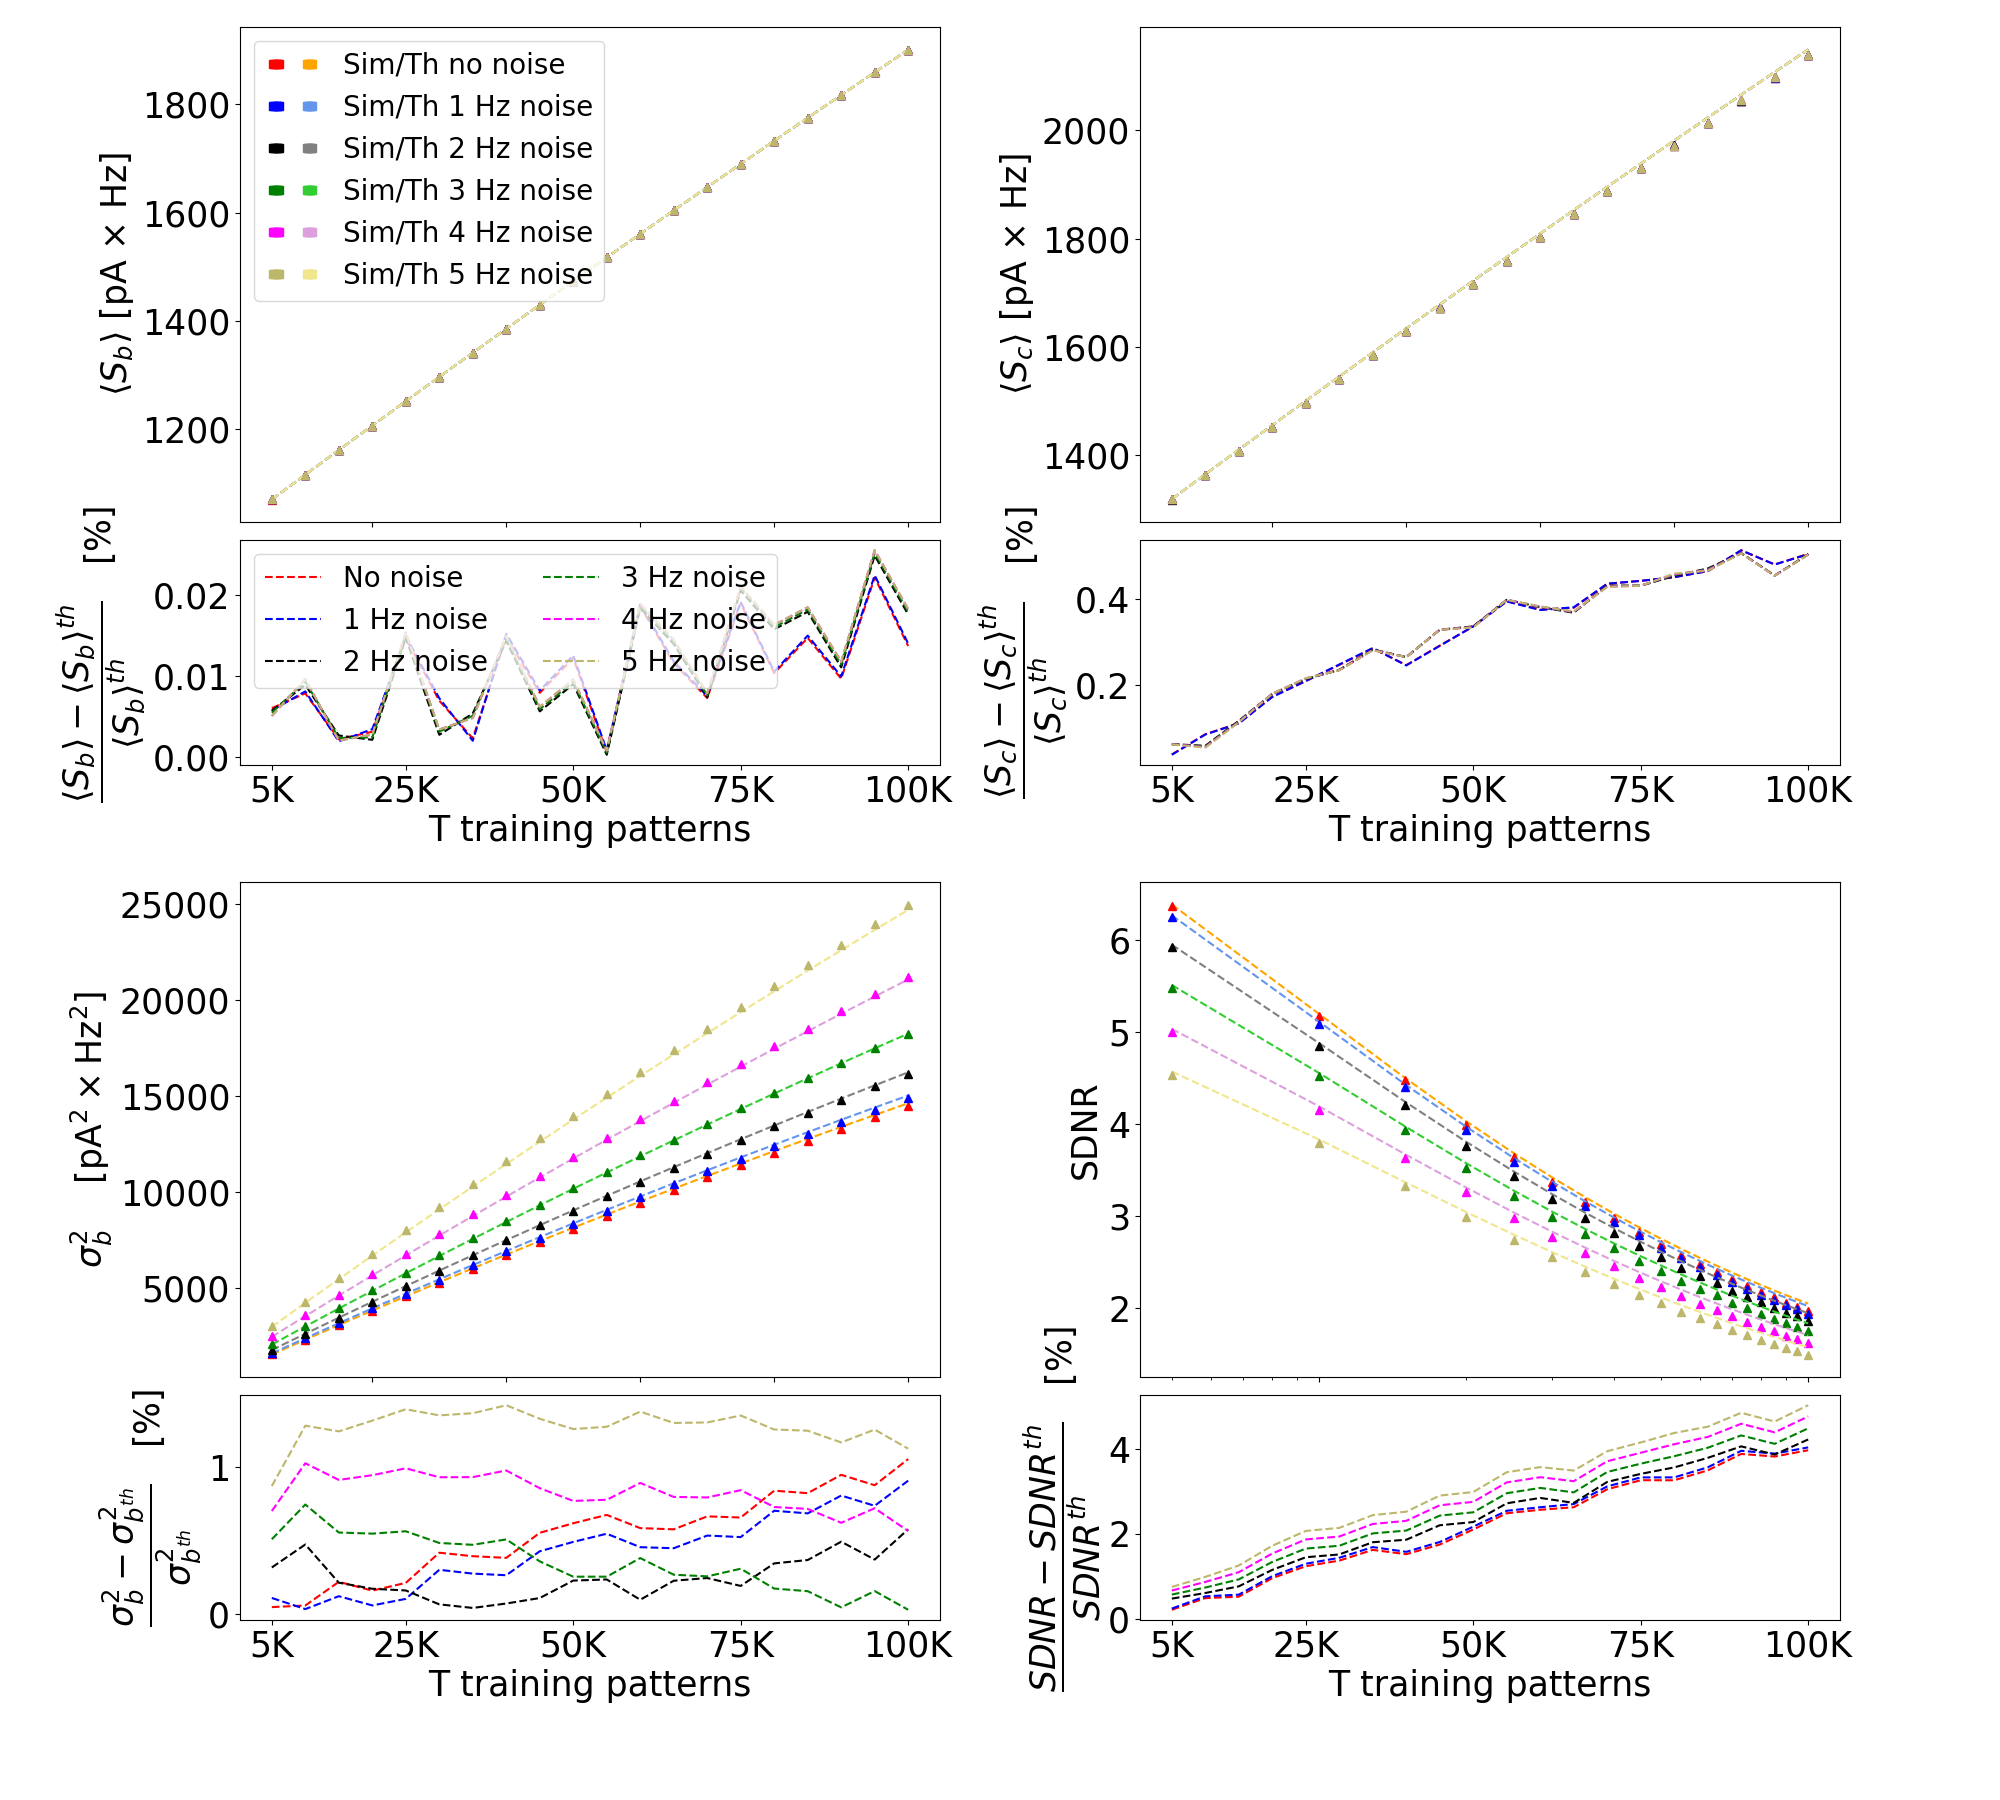 ⟨S_b⟩ [pA × Hz]
1800
1600
1400
1200
Sim/Th no noise
Sim/Th 1 Hz noise
Sim/Th 2 Hz noise
Sim/Th 3 Hz noise
Sim/Th 4 Hz noise
Sim/Th 5 Hz noise
⟨S_c⟩ [pA × Hz]
2000
1800
1600
1400
⟨S_b⟩ − ⟨S_b⟩^th
⟨S_b⟩^th
[%]
0.02
0.01
0.00
No noise
1 Hz noise
2 Hz noise
3 Hz noise
4 Hz noise
5 Hz noise
5K 25K 50K 75K 100K
T training patterns
⟨S_c⟩ − ⟨S_c⟩^th
⟨S_c⟩^th
[%]
0.4
0.2
5K 25K 50K 75K 100K
T training patterns
σ_b^2 [pA^2 × Hz^2]
25000
20000
15000
10000
5000
SDNR
6
5
4
3
2
σ_b^2 − σ_b^th^2
σ_b^th^2
[%]
1
0
5K 25K 50K 75K 100K
T training patterns
SDNR − SDNR^th
SDNR^th
[%]
4
2
0
5K 25K 50K 75K 100K
T training patterns